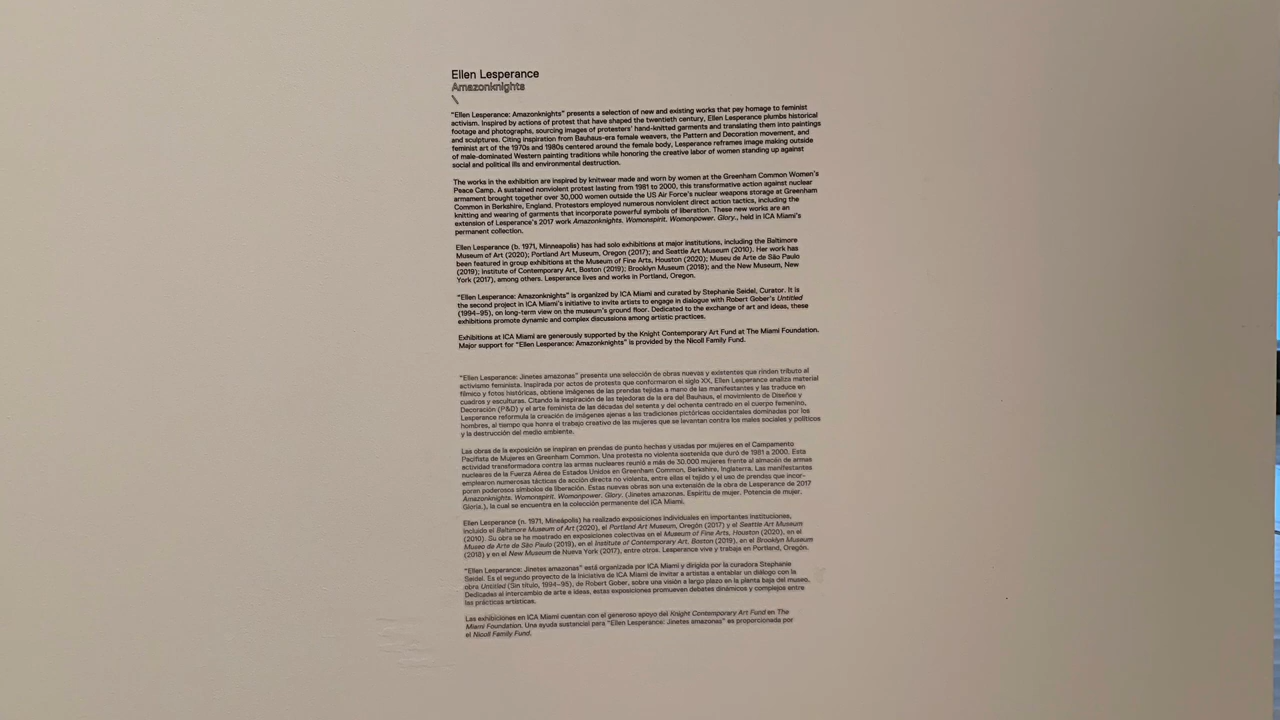 Ellen Lesperance
Amazonknights
\
“Ellen Lesperance: Amazonknights” presents a selection of new and existing works that pay homage to feminist
activism. Inspired by actions of protest that have shaped the twentieth century, Ellen Lesperance plumbs historical
footage and photographs, sourcing images of protesters’ hand-knitted garments and translating them into paintings
and sculptures. Citing inspiration from Bauhaus-era female weavers, the Pattern and Decoration movement, and
feminist art of the 1970s and 1980s centered around the female body, Lesperance reframes image making outside
of male-dominated Western painting traditions while honoring the creative labor of women standing up against
social and political ills and environmental destruction.
The works in the exhibition are inspired by knitwear made and worn by women at the Greenham Common Women’s
Peace Camp. A sustained nonviolent protest lasting from 1981 to 2000, this transformative action against nuclear
armament brought together over 30,000 women outside the US Air Force’s nuclear weapons storage at Greenham
Common in Berkshire, England. Protestors employed numerous nonviolent direct action tactics, including the
knitting and wearing of garments that incorporate powerful symbols of liberation. These new works are an
extension of Lesperance’s 2017 work Amazonknights. Womonspirit. Womonpower. Glory., held in ICA Miami’s
permanent collection.
Ellen Lesperance (b. 1971, Minneapolis) has had solo exhibitions at major institutions, including the Baltimore
Museum of Art (2020); Portland Art Museum, Oregon (2017); and Seattle Art Museum (2010). Her work has
been featured in group exhibitions at the Museum of Fine Arts, Houston (2020); Museu de Arte de São Paulo
(2019); Institute of Contemporary Art, Boston (2019); Brooklyn Museum (2018); and the New Museum, New
York (2017), among others. Lesperance lives and works in Portland, Oregon.
“Ellen Lesperance: Amazonknights” is organized by ICA Miami and curated by Stephanie Seidel, Curator. It is
the second project in ICA Miami’s initiative to invite artists to engage in dialogue with Robert Gober’s Untitled
(1994–95), on long-term view on the museum’s ground floor. Dedicated to the exchange of art and ideas, these
exhibitions promote dynamic and complex discussions among artistic practices.
Exhibitions at ICA Miami are generously supported by the Knight Contemporary Art Fund at The Miami Foundation.
Major support for “Ellen Lesperance: Amazonknights” is provided by the Nicoll Family Fund.
“Ellen Lesperance: Jinetes amazonas” presenta una selección de obras nuevas y existentes que rinden tributo al
activismo feminista. Inspirada por actos de protesta que conformaron el siglo XX, Ellen Lesperance analiza material
fílmico y fotos históricas, obtiene imágenes de las prendas tejidas a mano de las manifestantes y las traduce en
cuadros y esculturas. Citando la inspiración de las tejedoras de la era del Bauhaus, el movimiento de Diseños y
Decoración (P&D) y el arte feminista de las décadas del setenta y del ochenta centrado en el cuerpo femenino,
Lesperance reformula la creación de imágenes ajenas a las tradiciones pictóricas occidentales dominadas por los
hombres, al tiempo que honra el trabajo creativo de las mujeres que se levantan contra los males sociales y políticos
y la destrucción del medio ambiente.
Las obras de la exposición se inspiran en prendas de punto hechas y usadas por mujeres en el Campamento
Pacifista de Mujeres en Greenham Common. Una protesta no violenta sostenida que duró de 1981 a 2000. Esta
actividad transformadora contra las armas nucleares reunió a más de 30.000 mujeres frente al almacén de armas
nucleares de la Fuerza Aérea de Estados Unidos en Greenham Common, Berkshire, Inglaterra. Las manifestantes
emplearon numerosas tácticas de acción directa no violenta, entre ellas el tejido y el uso de prendas que incor-
poren poderosos símbolos de liberación. Estas nuevas obras son una extensión de la obra de Lesperance de 2017
Amazonknights. Womonspirit. Womonpower. Glory. (Jinetes amazonas. Espíritu de mujer. Potencia de mujer.
Gloria.), la cual se encuentra en la colección permanente del ICA Miami.
Ellen Lesperance (n. 1971, Mineápolis) ha realizado exposiciones individuales en importantes instituciones,
incluido el Baltimore Museum of Art (2020), el Portland Art Museum, Oregón (2017) y el Seattle Art Museum
(2010). Su obra se ha mostrado en exposiciones colectivas en el Museum of Fine Arts, Houston (2020), en el
Museo de Arte de São Paulo (2019), en el Institute of Contemporary Art, Boston (2019), en el Brooklyn Museum
(2018) y en el New Museum de Nueva York (2017), entre otros. Lesperance vive y trabaja en Portland, Oregón.
“Ellen Lesperance: Jinetes amazonas” está organizada por ICA Miami y dirigida por la curadora Stephanie
Seidel. Es el segundo proyecto de la iniciativa de ICA Miami de invitar a artistas a entablar un diálogo con la
obra Untitled (Sin título, 1994–95), de Robert Gober, sobre una visión a largo plazo en la planta baja del museo.
Dedicadas al intercambio de arte e ideas, estas exposiciones promueven debates dinámicos y complejos entre
las prácticas artísticas.
Las exhibiciones en ICA Miami cuentan con el generoso apoyo del Knight Contemporary Art Fund en The
Miami Foundation. Una ayuda sustancial para “Ellen Lesperance: Jinetes amazonas” es proporcionada por
el Nicoll Family Fund.